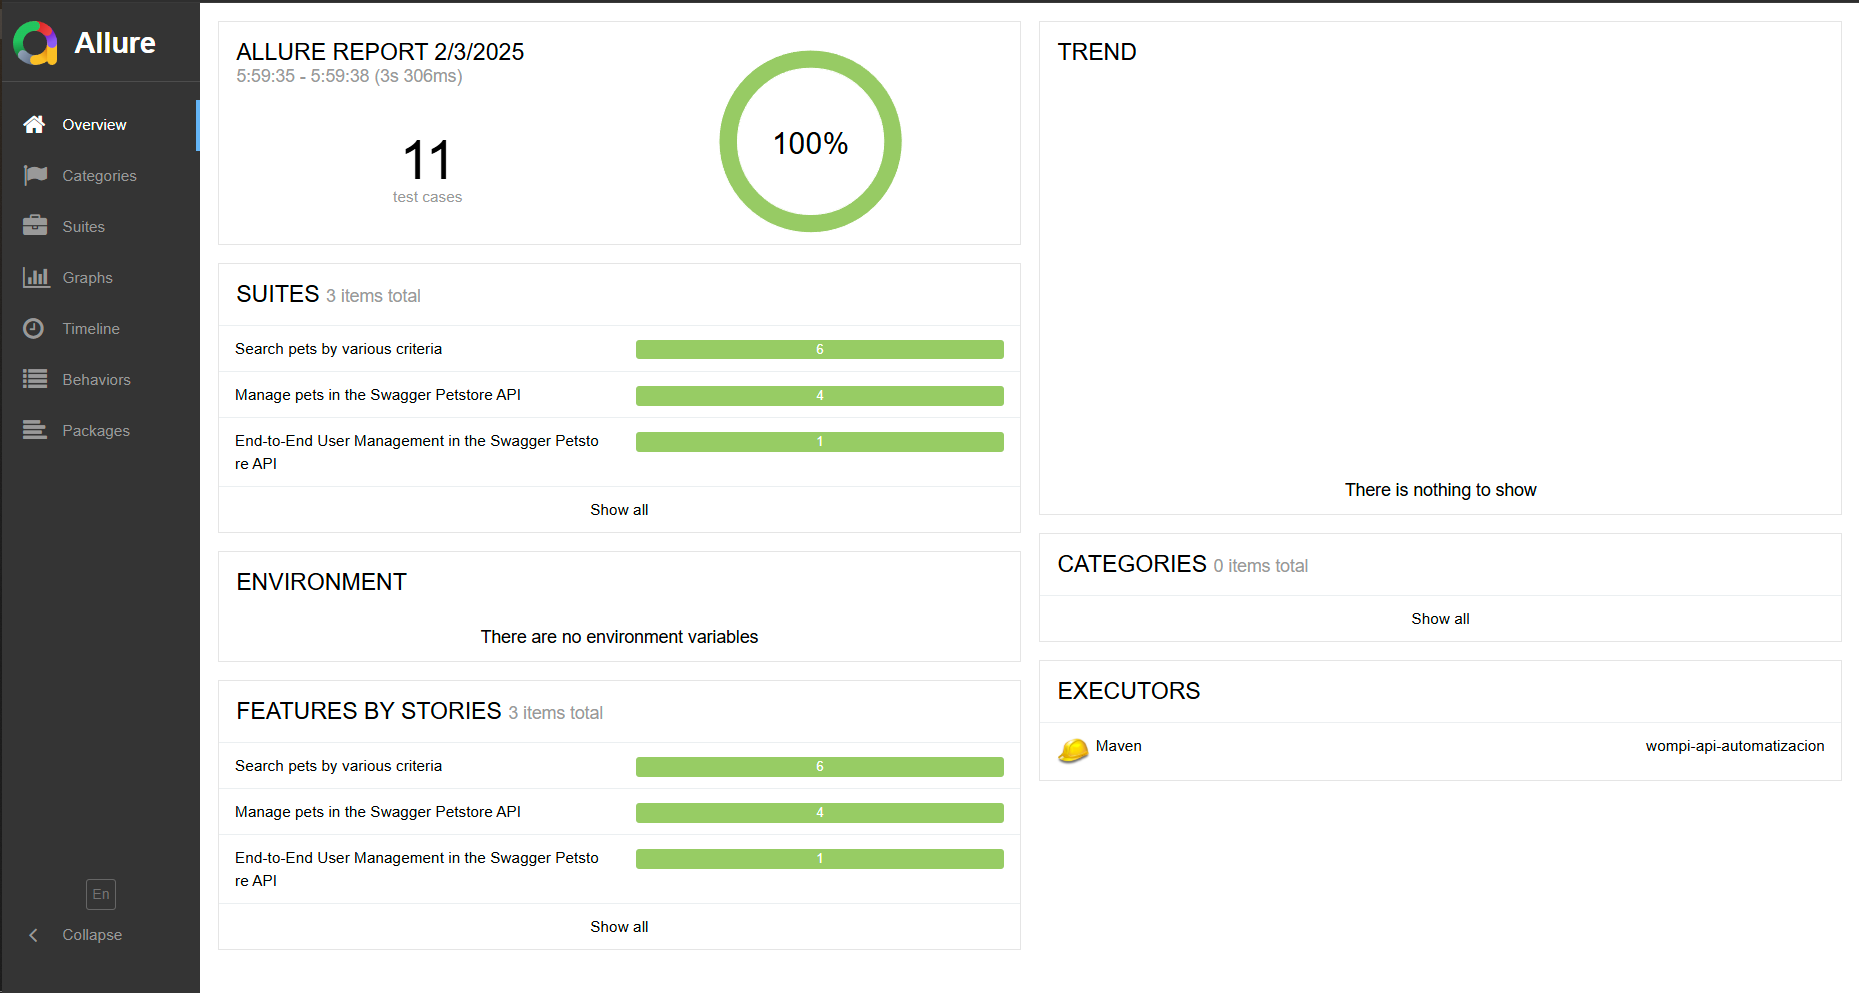 Allure
Overview
Categories
Suites
Graphs
Timeline
Behaviors
Packages
En
Collapse
ALLURE REPORT 2/3/2025
5:59:35 - 5:59:38 (3s 306ms)
11
test cases
100%
SUITES 3 items total
Search pets by various criteria 6
Manage pets in the Swagger Petstore API 4
End-to-End User Management in the Swagger Petsto 1
re API
Show all
ENVIRONMENT
There are no environment variables
FEATURES BY STORIES 3 items total
Search pets by various criteria 6
Manage pets in the Swagger Petstore API 4
End-to-End User Management in the Swagger Petsto 1
re API
Show all
TREND
There is nothing to show
CATEGORIES 0 items total
Show all
EXECUTORS
Maven wompi-api-automatizacion